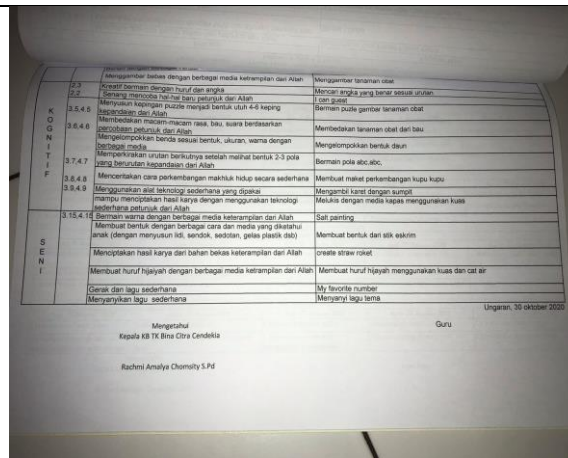 Menggambar bebas dengan berbagai media ketrampilan dari Allah Menggambar tanaman obat
2.3 Kreatif bermain dengan huruf dan angka Mencari angka yang benar sesuai urutan
2.2 Senang mencoba hal-hal baru petunjuk dari Allah I can guest
KOGNITIF
3.5,4.5 Menyusun kepingan puzzle menjadi bentuk utuh 4-6 keping Bermain puzle gambar tanaman obat
kepandaian dari Allah
3.6,4.6 Membedakan macam-macam rasa, bau, suara berdasarkan Membedakan tanaman obat dari bau
percobaan petunjuk dari Allah
Mengelompokkan benda sesuai bentuk, ukuran, warna dengan Mengelompokkan bentuk daun
berbagai media
3.7,4.7 Memperkirakan urutan berikutnya setelah melihat bentuk 2-3 pola Bermain pola abc,abc,
yang berurutan kepandaian dari Allah
3.8,4.8 Menceritakan cara perkembangan makhluk hidup secara sederhana Membuat maket perkembangan kupu kupu
3.9,4.9 Menggunakan alat teknologi sederhana yang dipakai Mengambil karet dengan sumpit
mampu menciptakan hasil karya dengan menggunakan teknologi Melukis dengan media kapas menggunakan kuas
sederhana petunjuk dari Allah
SENI
3.15,4.15 Bermain warna dengan berbagai media keterampilan dari Allah Salt painting
Membuat bentuk dengan berbagai cara dan media yang diketahui Membuat bentuk dari stik eskrim
anak (dengan menyusun lidi, sendok, sedotan, gelas plastik dsb)
Menciptakan hasil karya dari bahan bekas keterampilan dari Allah create straw roket
Membuat huruf hijaiyah dengan berbagai media ketrampilan dari Allah Membuat huruf hijayah menggunakan kuas dan cat air
Gerak dan lagu sederhana My favorite number
Menyanyikan lagu sederhana Menyanyi lagu tema
Ungaran, 30 oktober 2020
Mengetahui Guru
Kepala KB TK Bina Citra Cendekia
Rachmi Amalya Chomsity S.Pd